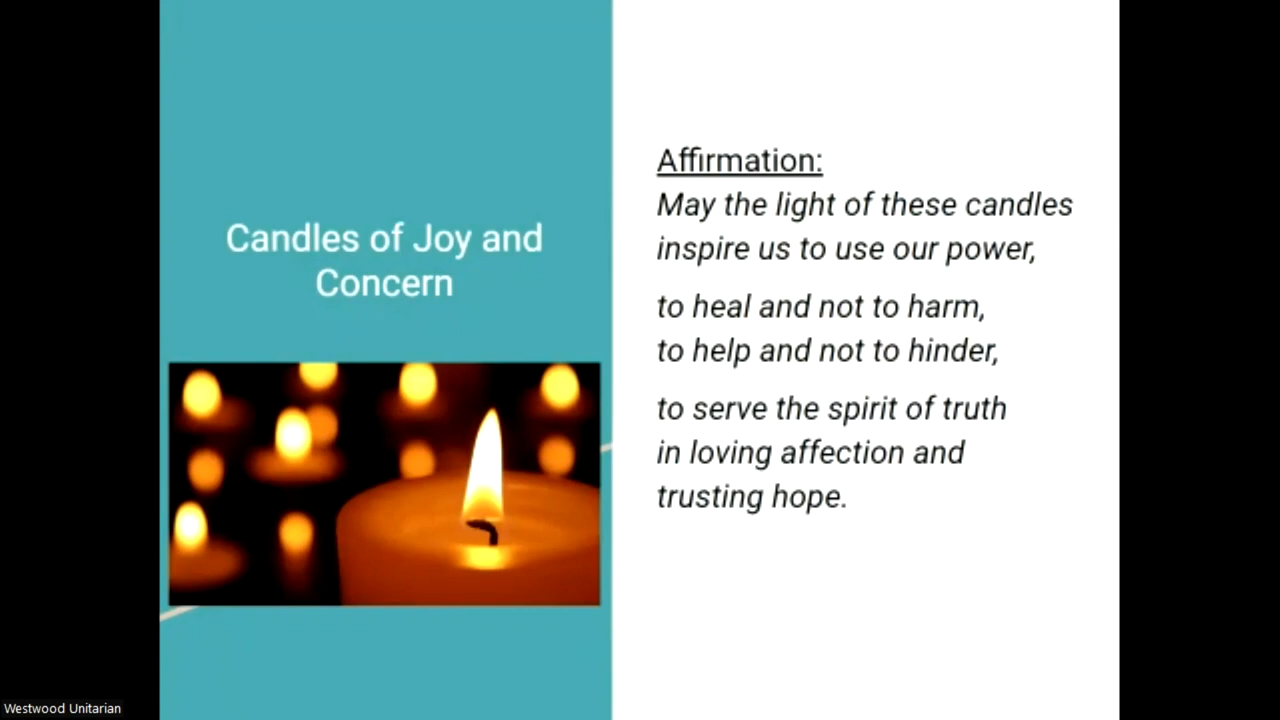 Candles of Joy and
Concern
Affirmation:
May the light of these candles
inspire us to use our power,
to heal and not to harm,
to help and not to hinder,
to serve the spirit of truth
in loving affection and
trusting hope.
Westwood Unitarian